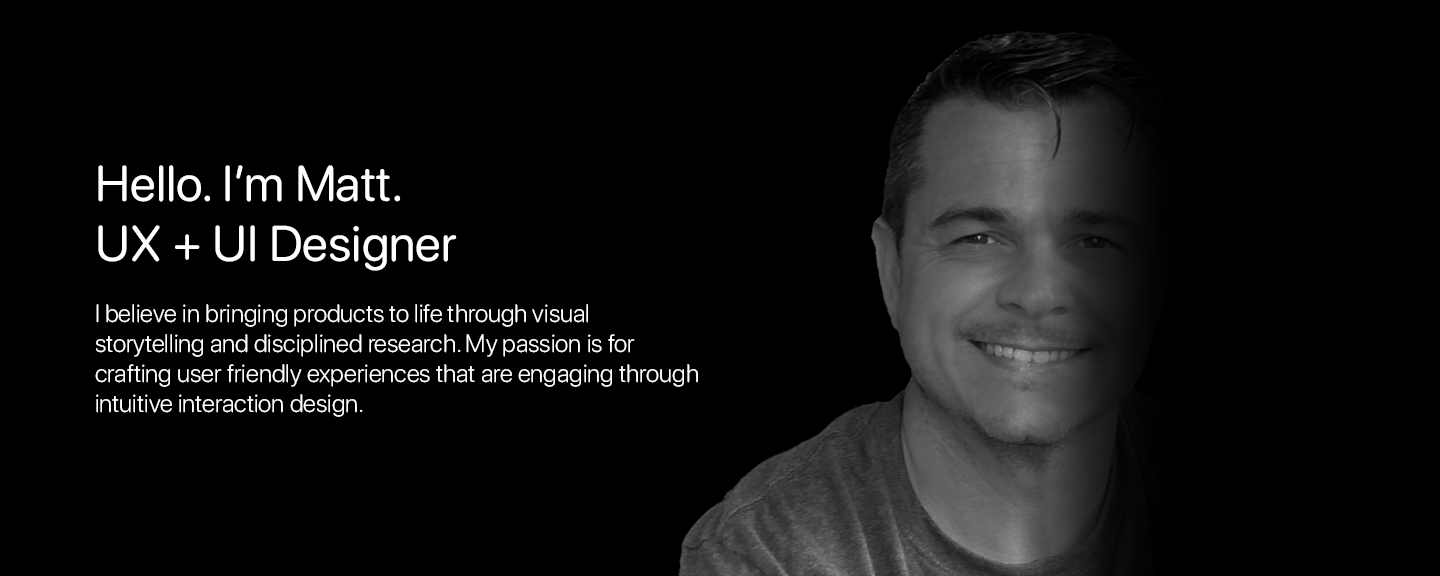 Hello. I’m Matt.
UX + UI Designer
I believe in bringing products to life through visual
storytelling and disciplined research. My passion is for
crafting user friendly experiences that are engaging through
intuitive interaction design.